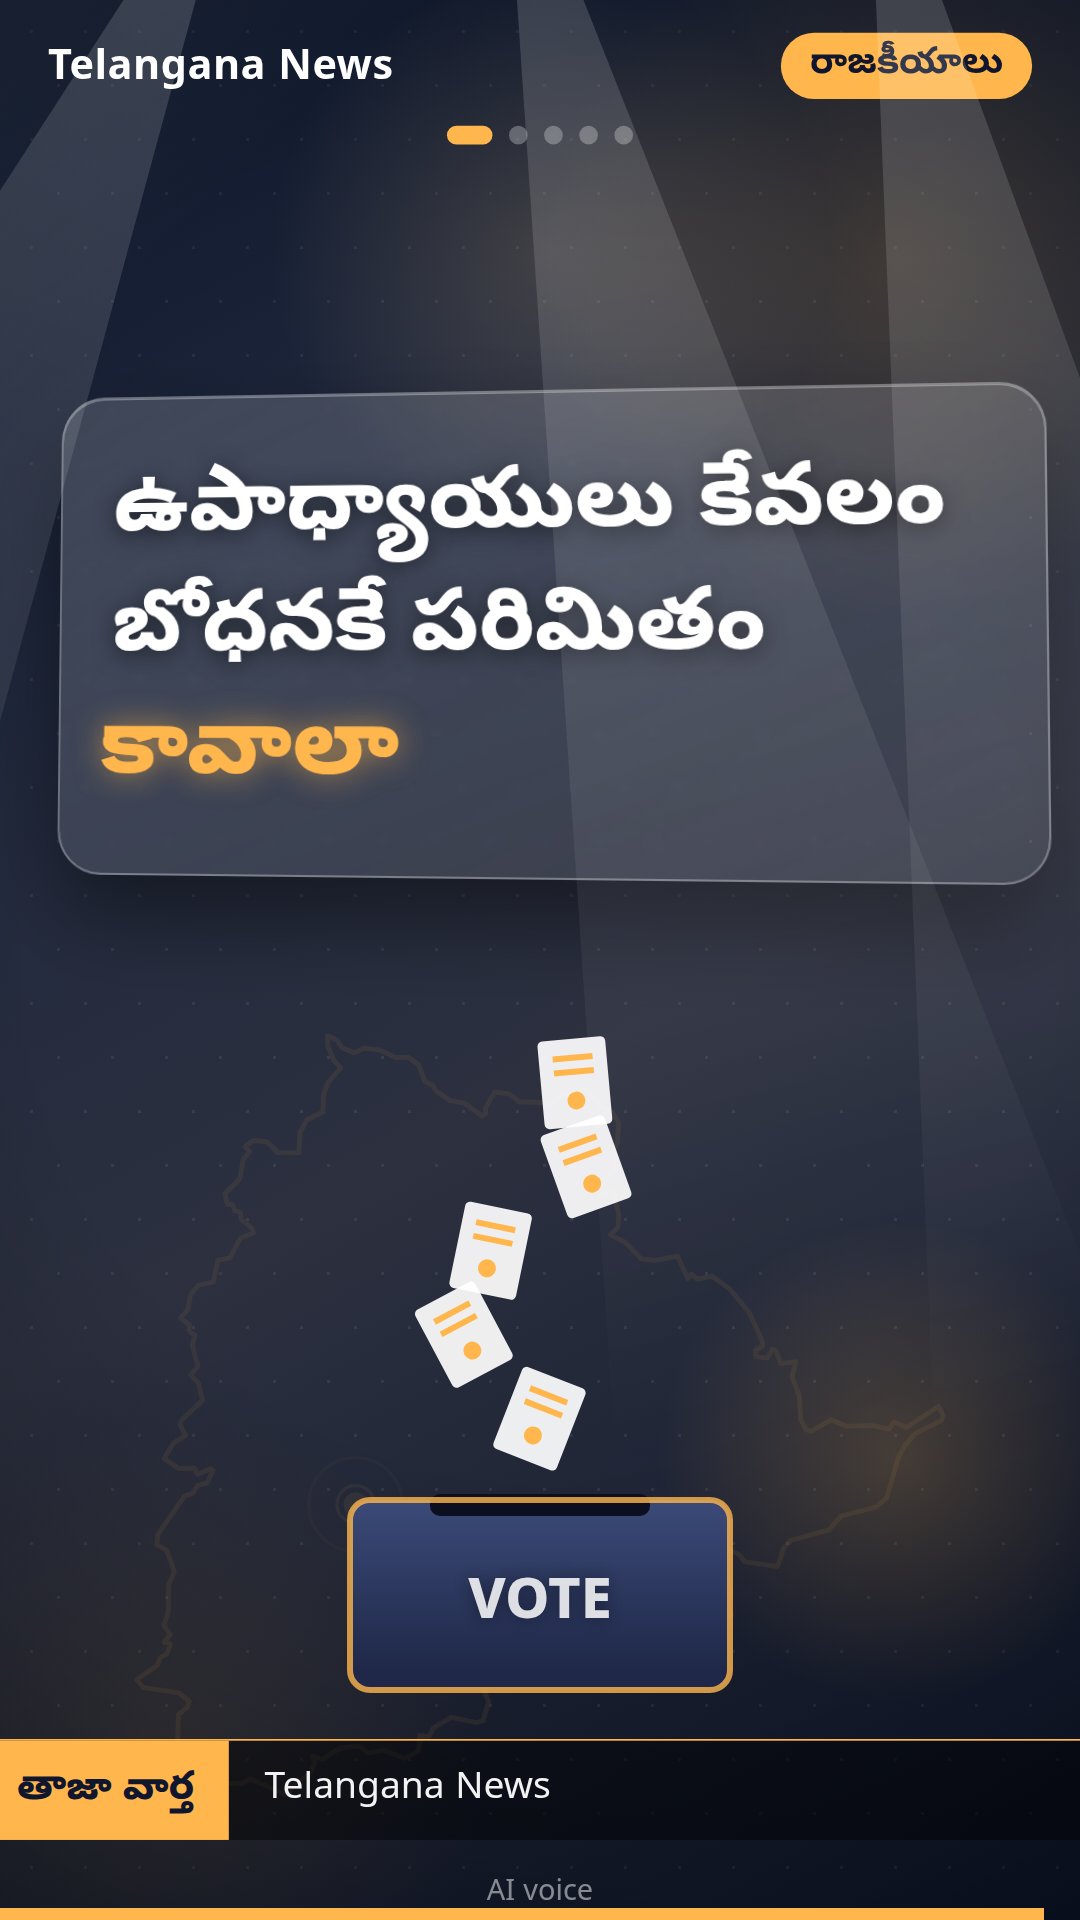 Telangana News
రాజకీయాలు
ఉపాధ్యాయులు కేవలం
బోధనకే పరిమితం
కావాలా
VOTE
తాజా వార్త
Telangana News
AI voice